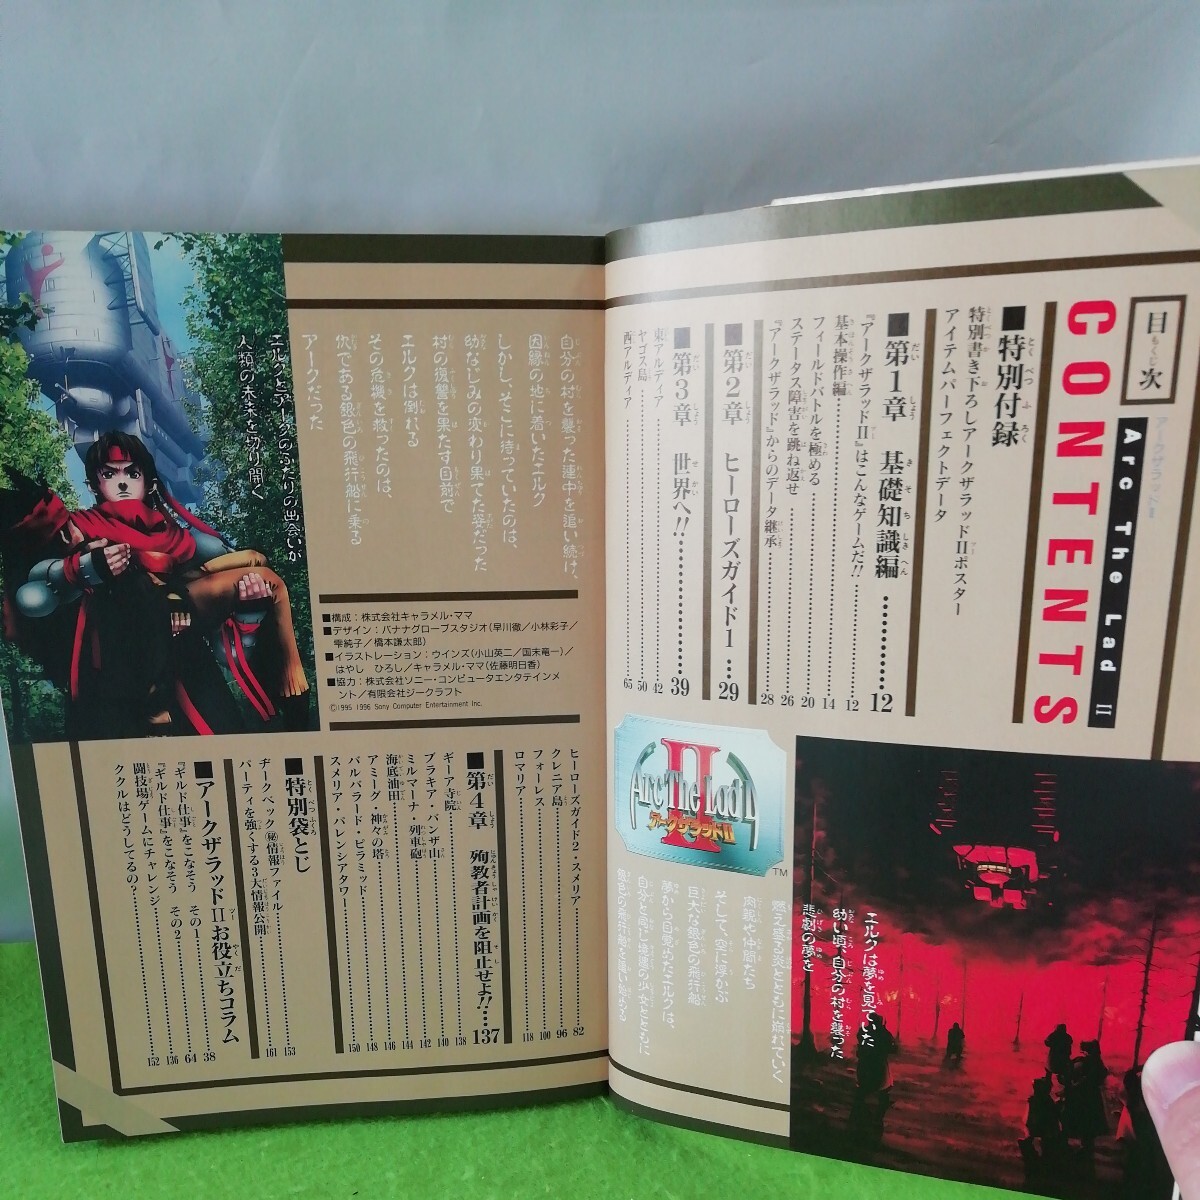 目次
もくじ
アークザラッドII
CONTENTS
Arc The Lad II
■特別付録
特別書き下ろしアークザラッドIIポスター
アイテムパーフェクトデータ
■第1章 基礎知識編…………12
『アークザラッドII』はこんなゲームだ!!……12
基本操作編……14
フィールドバトルを極める……20
ステータス障害を跳ね返せ……26
『アークザラッド』からのデータ継承……28
■第2章 ヒーローズガイド1…29
■第3章 世界へ!!…………39
東アルディア……42
ヤゴス島……50
西アルディア……65
エルクは夢を見ていた
幼い頃、自分の村を襲った
悲劇の夢を
燃え盛る炎とともに崩れていく
肉親や仲間たち
そして、空に浮かぶ
巨大な銀色の飛行船
夢から目覚めたエルクは、
自分と同じ境遇の少女とともに
銀色の飛行船を追い始める
Arc The Lad II
アークザラッドII
TM
自分の村を襲った連中を追い続け、
因縁の地に着いたエルク
しかし、そこに待っていたのは、
幼なじみの変わり果てた姿だった
村の復讐を果たす目前で
エルクは倒れる
その危機を救ったのは、
仇である銀色の飛行船に乗る
アークだった
エルクとアークのふたりの出会いが
人類の未来を切り開く
■構成:株式会社キャラメル・ママ
■デザイン:バナナグローブスタジオ(早川徹/小林彩子/
雫純子/橋本謙太郎)
■イラストレーション:ウインズ(小山英二/国末竜一)/
はやし ひろし/キャラメル・ママ(佐藤明日香)
■協力:株式会社ソニー・コンピュータエンタテインメ
ント/有限会社ジークラフト
©1995 1996 Sony Computer Entertainment Inc.
ヒーローズガイド2・スメリア……82
クレニア島……96
フォーレス……100
ロマリア……118
■第4章 殉教者計画を阻止せよ!!…137
ギーア寺院……138
ブラキア・バンザ山……140
ミルマーナ・列車砲……142
海底油田……144
アミーグ・神々の塔……146
バルバラード・ピラミッド……148
スメリア・パレンシアタワー……150
■特別袋とじ
ヂークベック㊙情報ファイル……153
パーティを強くする3大情報公開……161
■アークザラッドIIお役立ちコラム
『ギルド仕事』をこなそう その1……38
『ギルド仕事』をこなそう その2……64
闘技場ゲームにチャレンジ……136
ククルはどうしてるの?……152